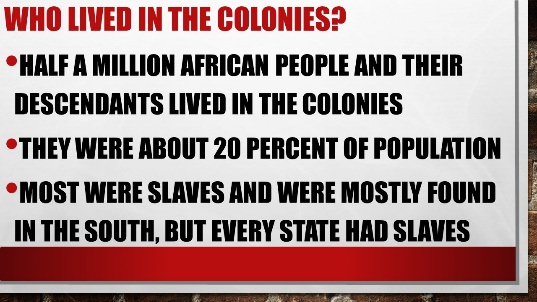 WHO LIVED IN THE COLONIES?
•HALF A MILLION AFRICAN PEOPLE AND THEIR
DESCENDANTS LIVED IN THE COLONIES
•THEY WERE ABOUT 20 PERCENT OF POPULATION
•MOST WERE SLAVES AND WERE MOSTLY FOUND
IN THE SOUTH, BUT EVERY STATE HAD SLAVES